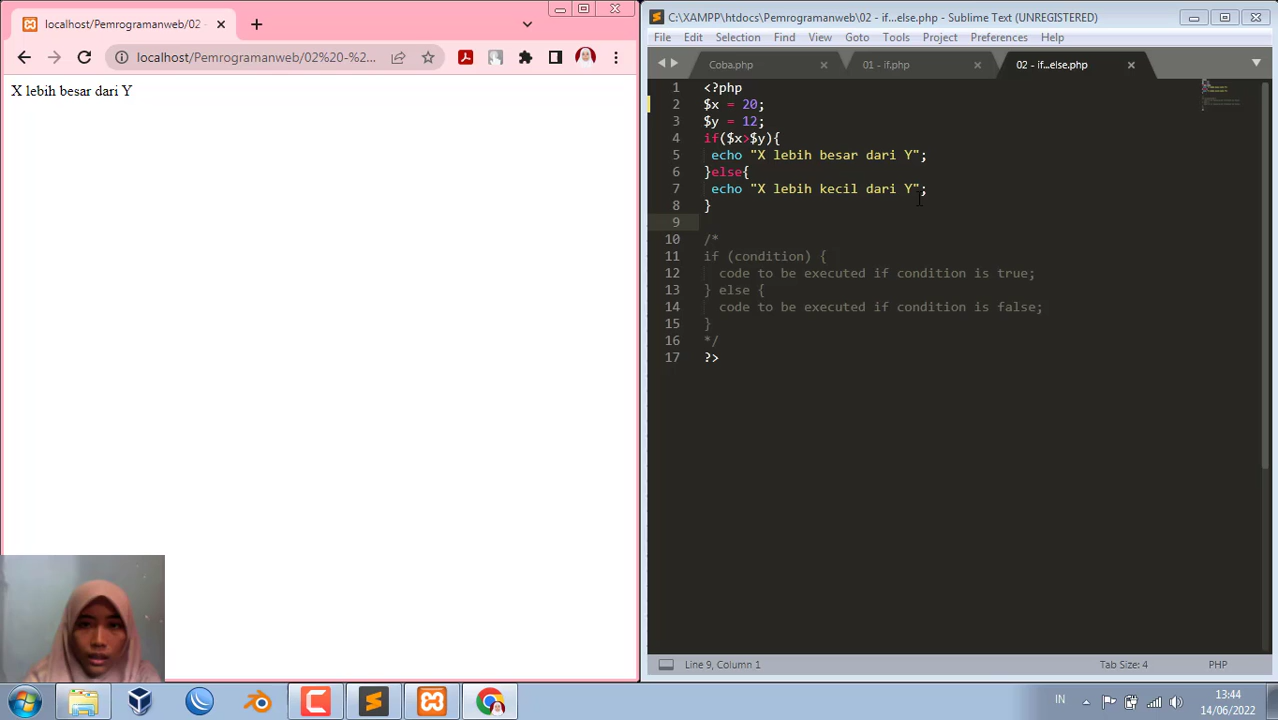 localhost/Pemrogramanweb/02 -
localhost/Pemrogramanweb/02%20-%2...
X lebih besar dari Y
C:\XAMPP\htdocs\Pemrogramanweb\02 - if...else.php - Sublime Text (UNREGISTERED)
File Edit Selection Find View Goto Tools Project Preferences Help
Coba.php 01 - if.php 02 - if...else.php
1 <?php
2 $x = 20;
3 $y = 12;
4 if($x>$y){
5 echo "X lebih besar dari Y";
6 }else{
7 echo "X lebih kecil dari Y";
8 }
9
10 /*
11 if (condition) {
12 code to be executed if condition is true;
13 } else {
14 code to be executed if condition is false;
15 }
16 */
17 ?>
Line 9, Column 1 Tab Size: 4 PHP
IN 13:44
14/06/2022